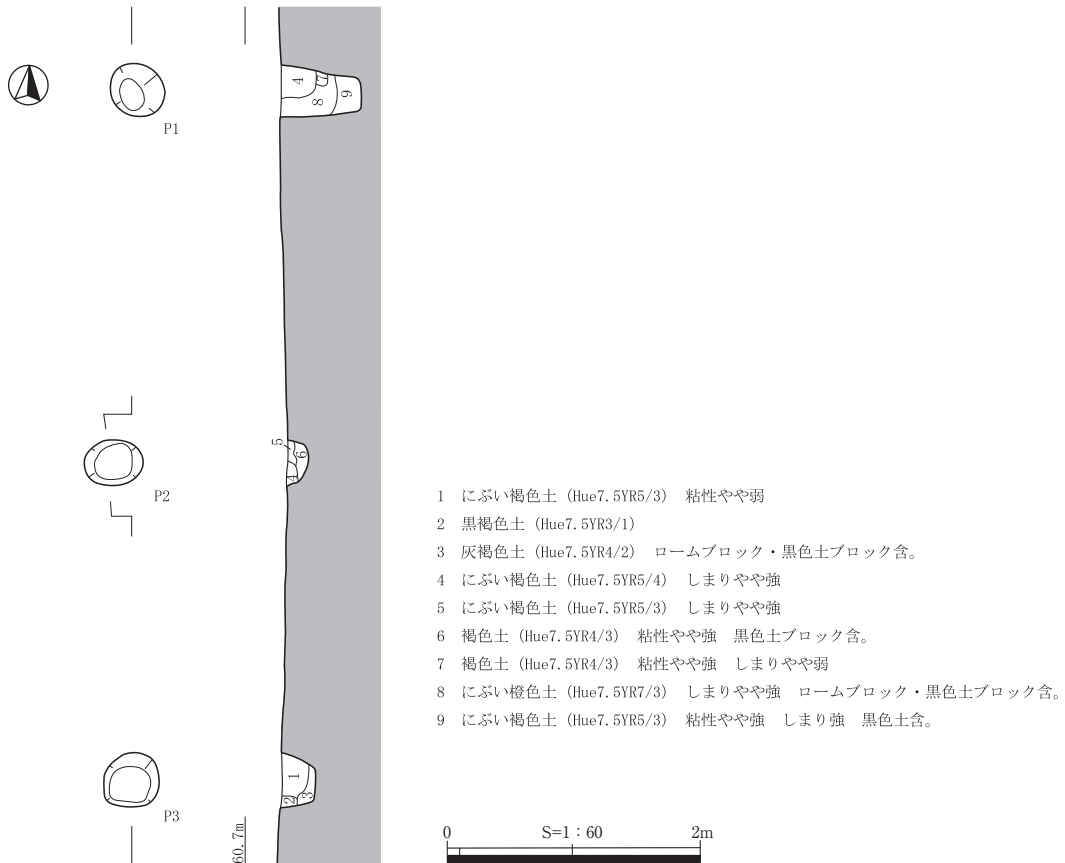 4
7
8
9
P1
5
6
4
P2
1 にぶい褐色土（Hue7.5YR5/3） 粘性やや弱
2 黒褐色土（Hue7.5YR3/1）
3 灰褐色土（Hue7.5YR4/2） ロームブロック・黒色土ブロック含。
4 にぶい褐色土（Hue7.5YR5/4） しまりやや強
5 にぶい褐色土（Hue7.5YR5/3） しまりやや強
6 褐色土（Hue7.5YR4/3） 粘性やや強 黒色土ブロック含。
7 褐色土（Hue7.5YR4/3） 粘性やや強 しまりやや弱
8 にぶい橙色土（Hue7.5YR7/3） しまりやや強 ロームブロック・黒色土ブロック含。
9 にぶい褐色土（Hue7.5YR5/3） 粘性やや強 しまり強 黒色土含。
1
2
3
P3
60.7m
0 S=1：60 2m